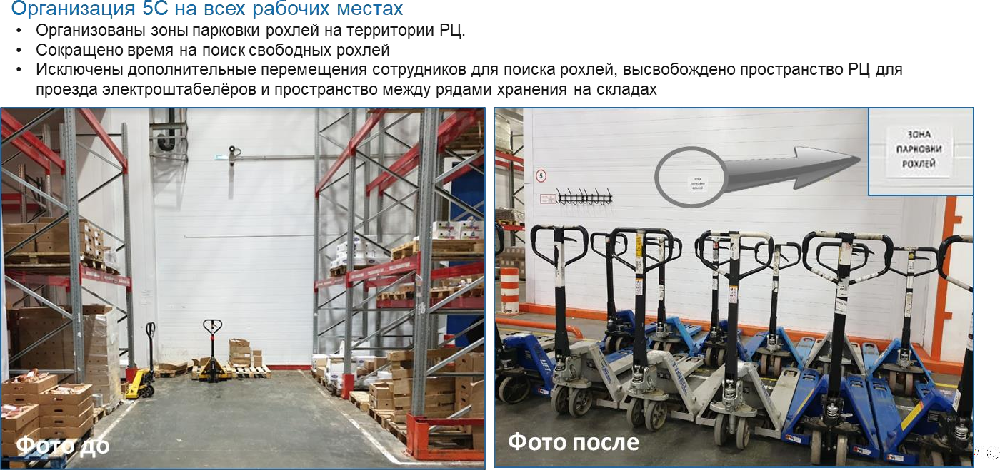 Организация 5С на всех рабочих местах
• Организованы зоны парковки рохлей на территории РЦ.
• Сокращено время на поиск свободных рохлей
• Исключены дополнительные перемещения сотрудников для поиска рохлей, высвобождено пространство РЦ для
проезда электроштабелёров и пространство между рядами хранения на складах
ЗОНА
ПАРКОВКИ
РОХЛЕЙ
5
ЗОНА
ПАРКОВКИ
РОХЛЕЙ
LIFT
Фото до
Фото после